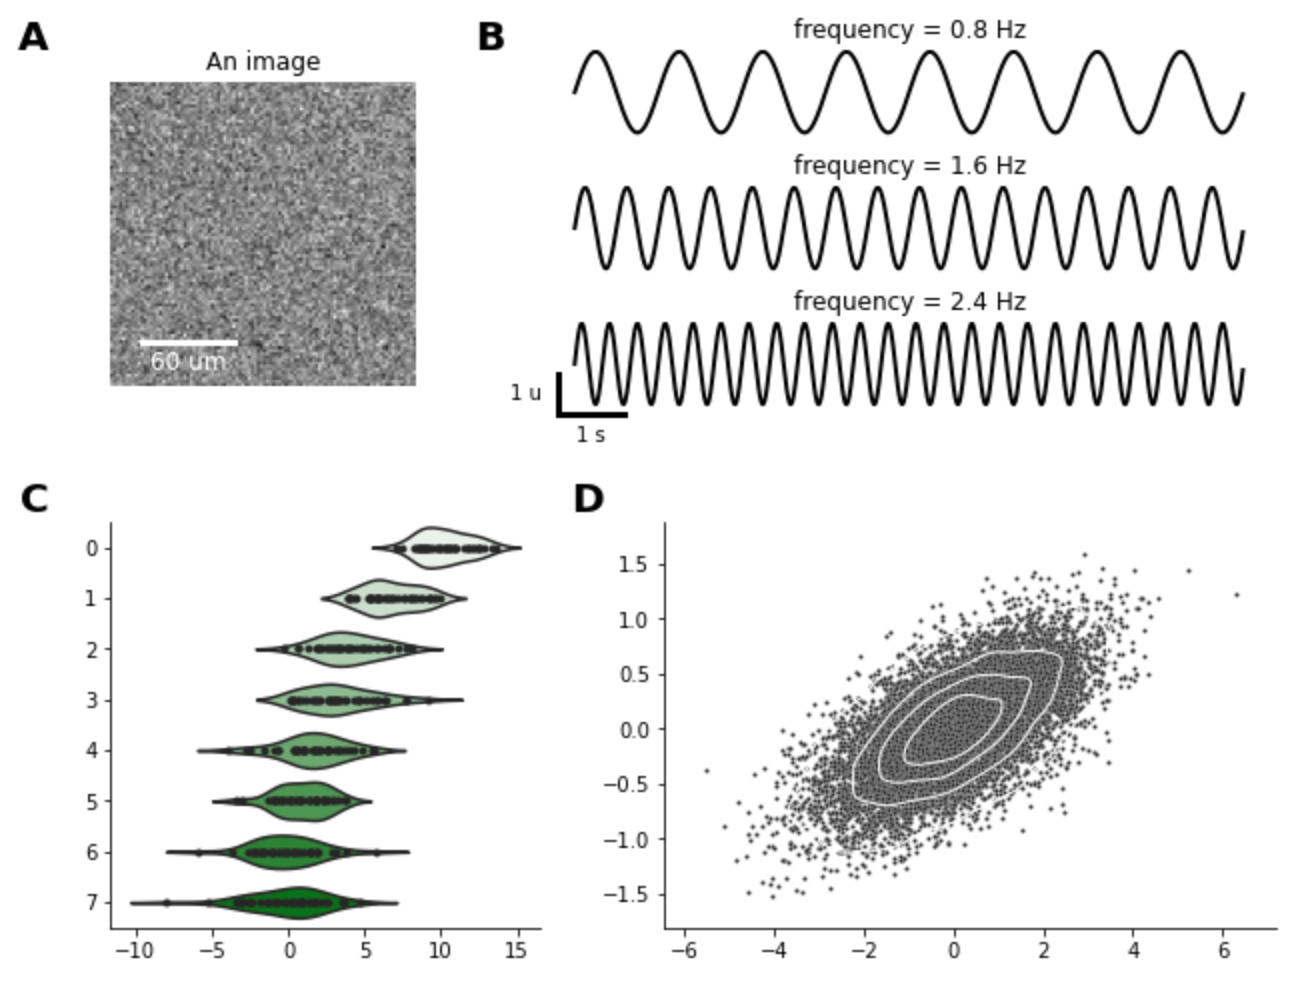 A
An image
60 um
B
frequency = 0.8 Hz
frequency = 1.6 Hz
frequency = 2.4 Hz
1 u
1 s
C
0
1
2
3
4
5
6
7
−10 −5 0 5 10 15
D
1.5
1.0
0.5
0.0
−0.5
−1.0
−1.5
−6 −4 −2 0 2 4 6